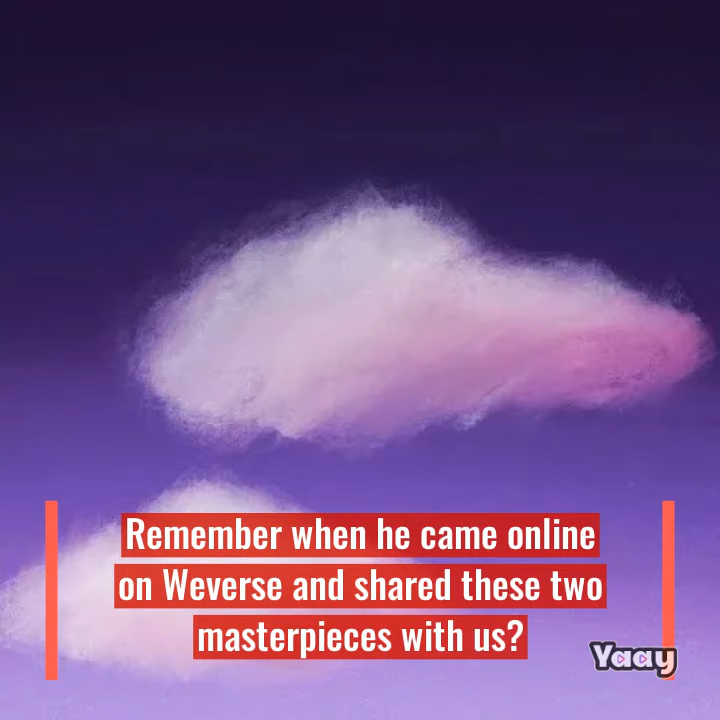 Remember when he came online
on Weverse and shared these two
masterpieces with us?
Yaay